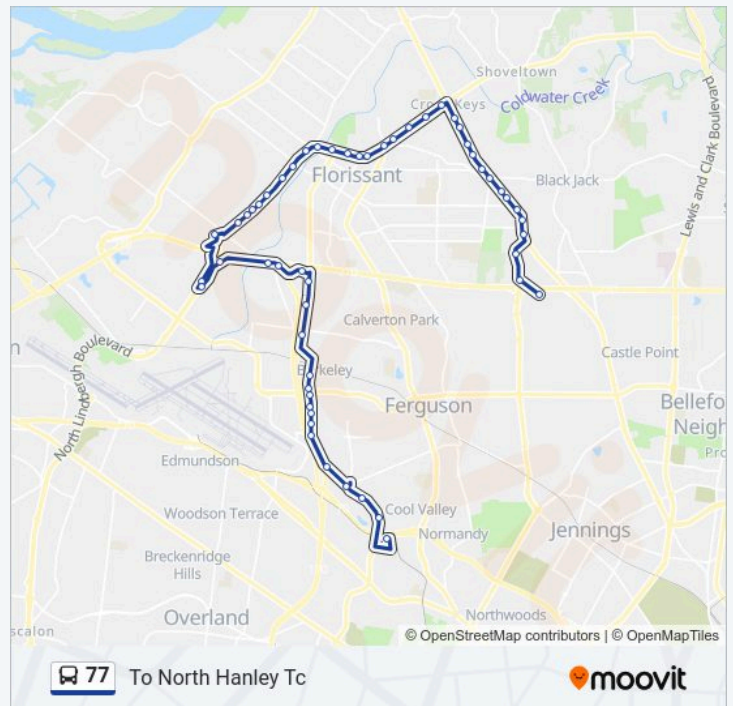 Shoveltown
Cross Keys
Coldwater Creek
Lewis and Clark Boulevard
Florissant
Black Jack
Calverton Park
North Lindbergh Boulevard
Castle Point
Berkeley
Ferguson
Bellefo
Neigh
Edmundson
Pro
Woodson Terrace
Cool Valley
Normandy
Jennings
Breckenridge
Hills
Overland
Northwoods
scalon
© OpenStreetMap contributors | © OpenMapTiles
77 To North Hanley Tc
moovit